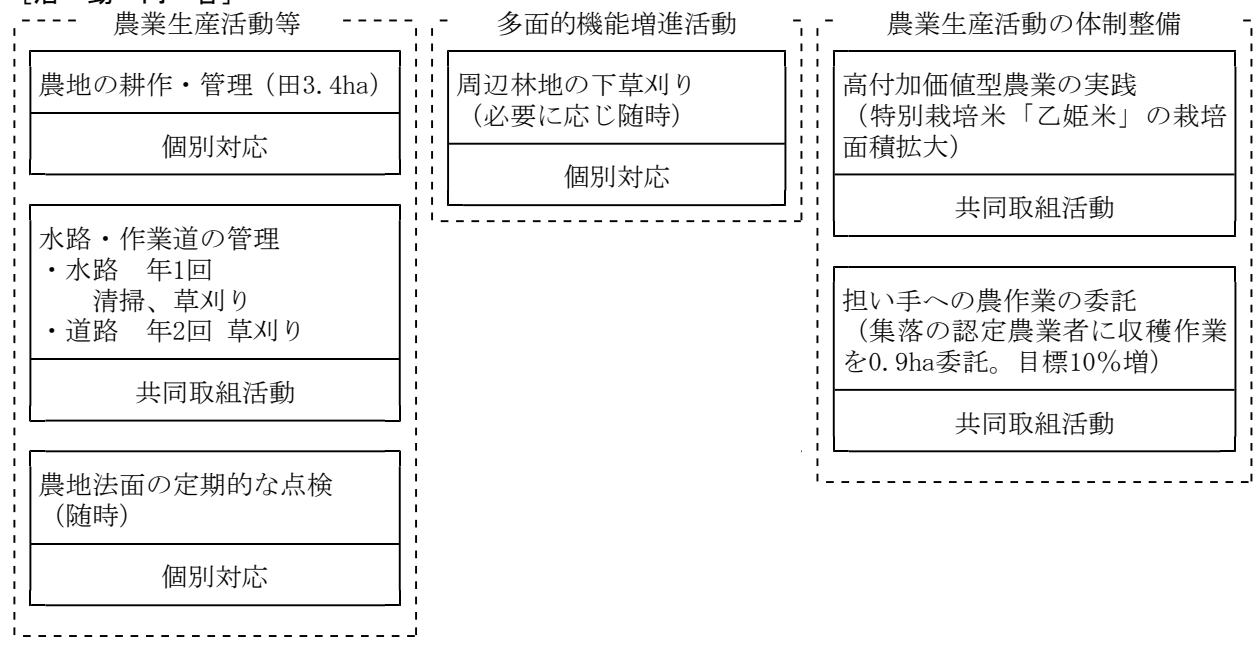 農業生産活動等
農地の耕作・管理（田3.4ha）
個別対応
水路・作業道の管理
・水路　年1回
清掃、草刈り
・道路　年2回 草刈り
共同取組活動
農地法面の定期的な点検
（随時）
個別対応
多面的機能増進活動
周辺林地の下草刈り
（必要に応じ随時）
個別対応
農業生産活動の体制整備
高付加価値型農業の実践
（特別栽培米「乙姫米」の栽培
面積拡大）
共同取組活動
担い手への農作業の委託
（集落の認定農業者に収穫作業
を0.9ha委託。目標10％増）
共同取組活動